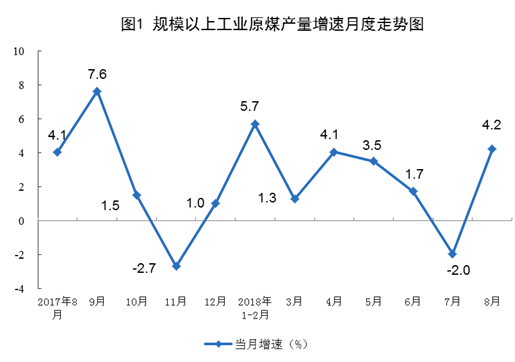 图1 规模以上工业原煤产量增速月度走势图
10
8
6
4
2
0
-2
-4
4.1
7.6
1.5
-2.7
1.0
5.7
1.3
4.1
3.5
1.7
-2.0
4.2
2017年8月
9月
10月
11月
12月
2018年
1-2月
3月
4月
5月
6月
7月
8月
当月增速（%）